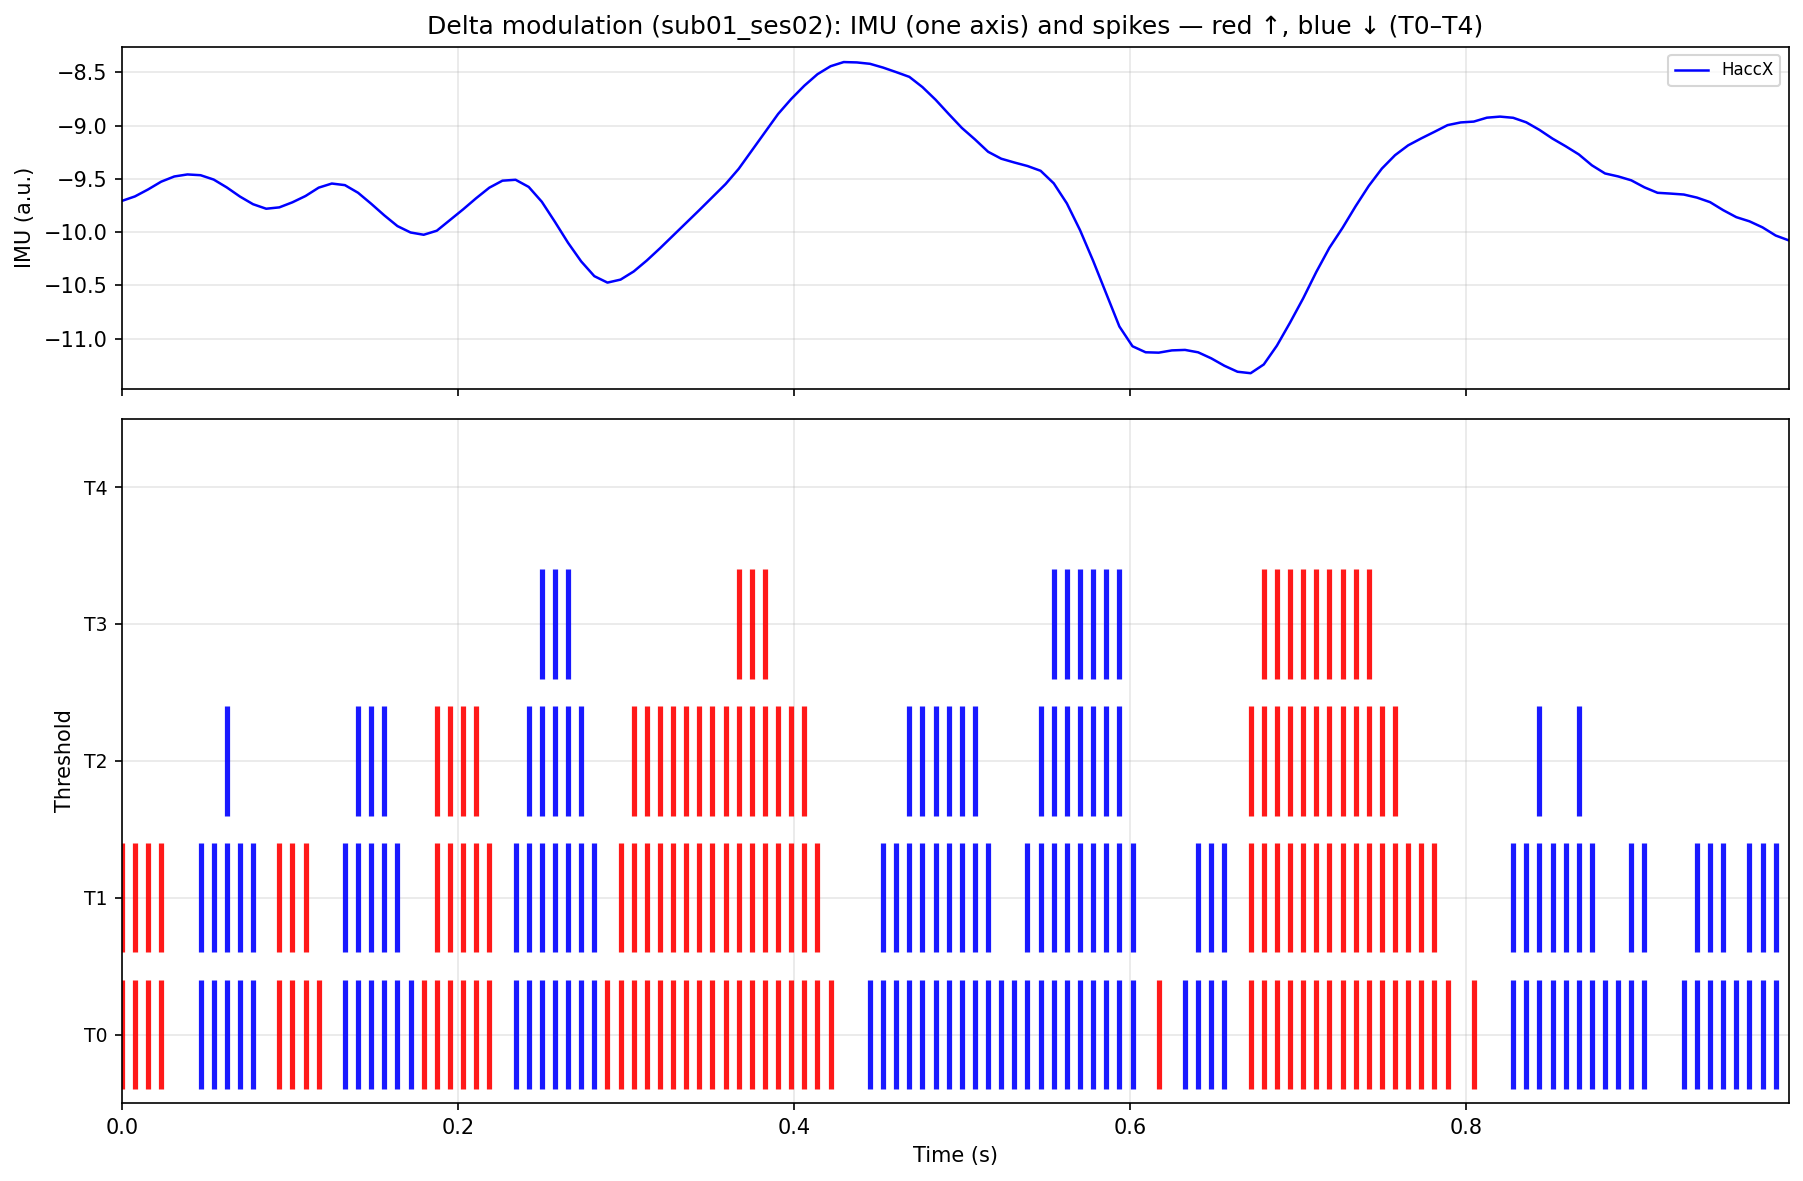 Delta modulation (sub01_ses02): IMU (one axis) and spikes — red ↑, blue ↓ (T0–T4)
HaccX
IMU (a.u.)
−8.5
−9.0
−9.5
−10.0
−10.5
−11.0
Threshold
T4
T3
T2
T1
T0
0.0 0.2 0.4 0.6 0.8
Time (s)